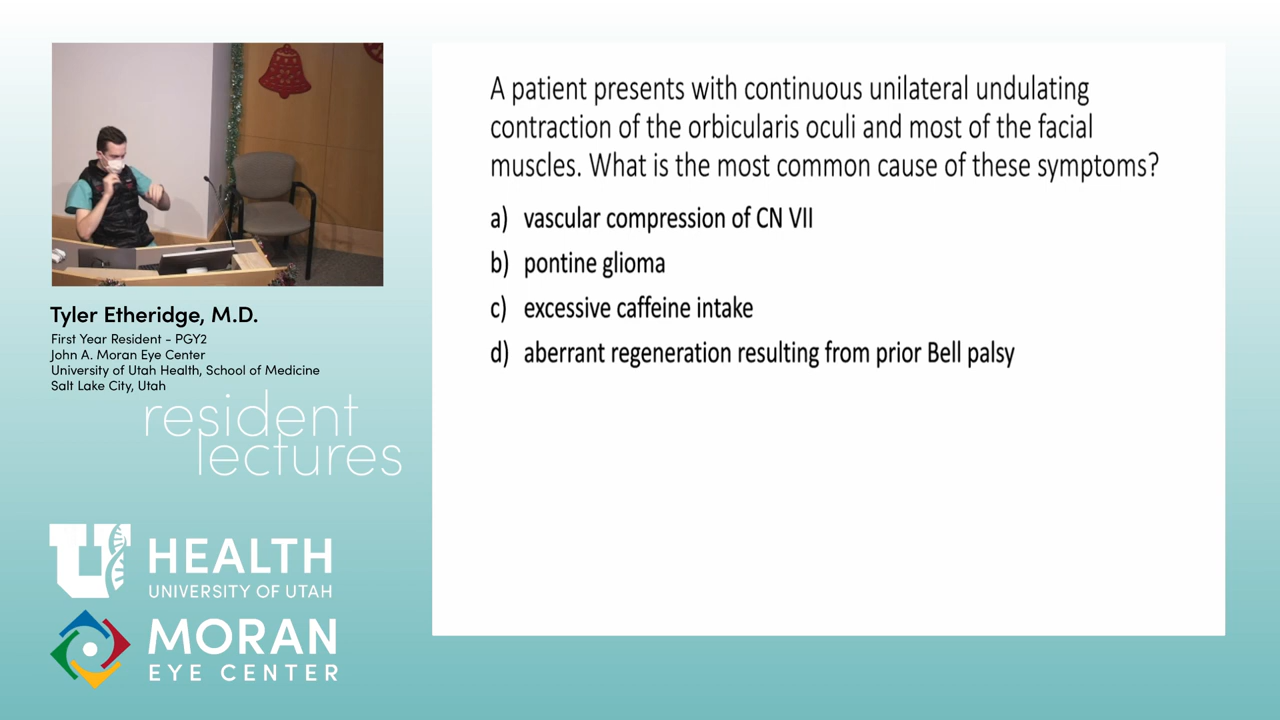 A patient presents with continuous unilateral undulating
contraction of the orbicularis oculi and most of the facial
muscles. What is the most common cause of these symptoms?
a) vascular compression of CN VII
b) pontine glioma
c) excessive caffeine intake
d) aberrant regeneration resulting from prior Bell palsy
Tyler Etheridge, M.D.
First Year Resident - PGY2
John A. Moran Eye Center
University of Utah Health, School of Medicine
Salt Lake City, Utah
resident
lectures
U HEALTH
UNIVERSITY OF UTAH
MORAN
EYE CENTER